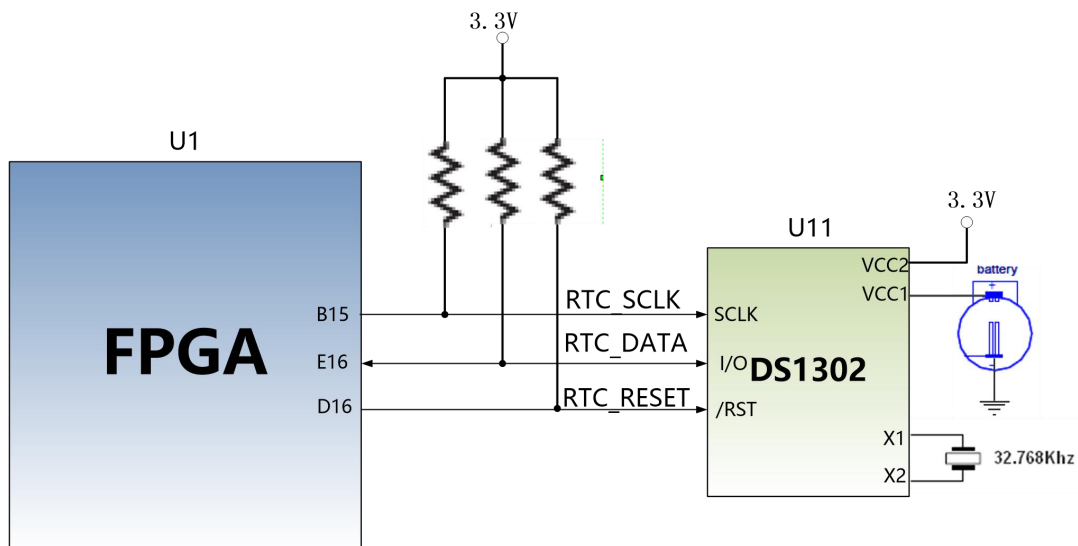 3.3V
U1
3.3V
U11
VCC2
battery
+
VCC1
B15
RTC_SCLK
SCLK
FPGA
RTC_DATA
E16
I/O
DS1302
-
D16
RTC_RESET
/RST
X1
32.768Khz
X2